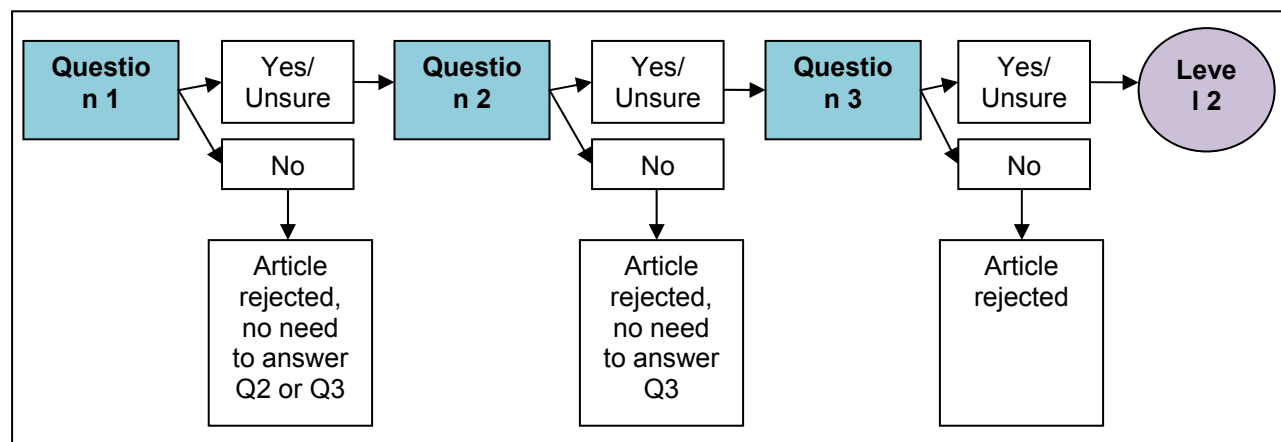 Questio
n 1
Yes/
Unsure
Questio
n 2
Yes/
Unsure
Questio
n 3
Yes/
Unsure
Leve
l 2
No
No
No
Article
rejected,
no need
to answer
Q2 or Q3
Article
rejected,
no need
to answer
Q3
Article
rejected